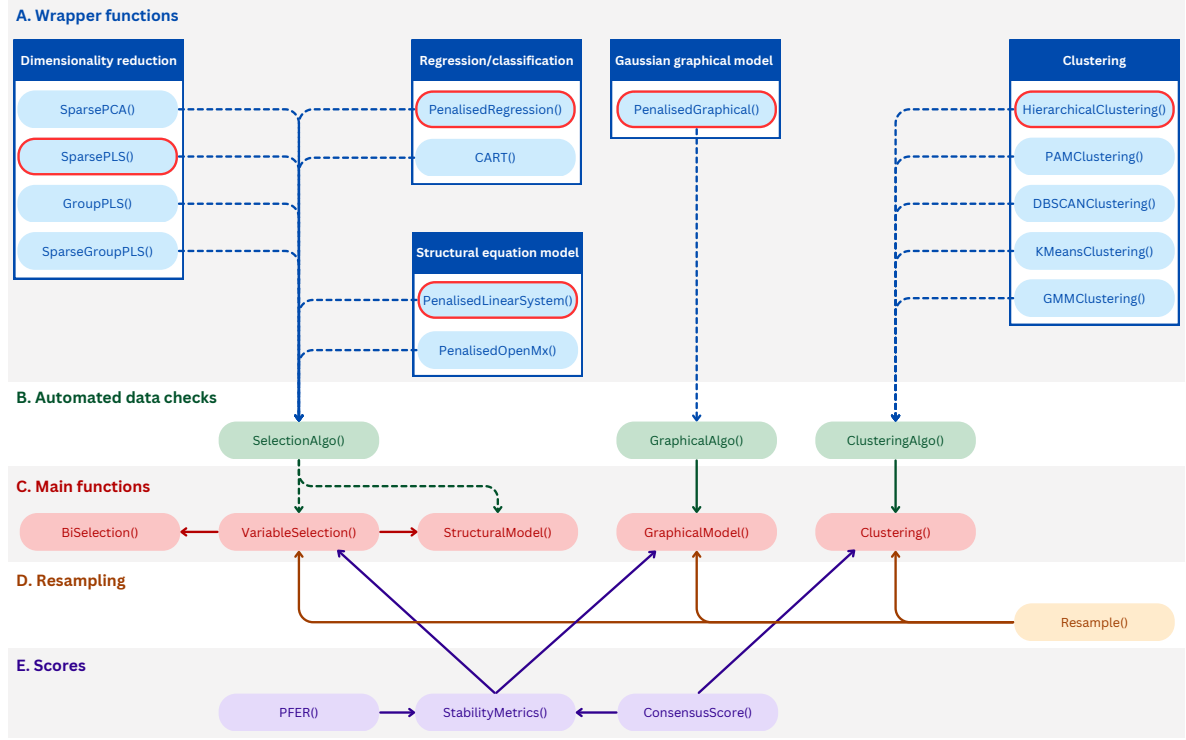 A. Wrapper functions
Dimensionality reduction
SparsePCA()
SparsePLS()
GroupPLS()
SparseGroupPLS()
Regression/classification
PenalisedRegression()
CART()
Structural equation model
PenalisedLinearSystem()
PenalisedOpenMx()
Gaussian graphical model
PenalisedGraphical()
Clustering
HierarchicalClustering()
PAMClustering()
DBSCANClustering()
KMeansClustering()
GMMClustering()
B. Automated data checks
SelectionAlgo()
GraphicalAlgo()
ClusteringAlgo()
C. Main functions
BiSelection()
VariableSelection()
StructuralModel()
GraphicalModel()
Clustering()
D. Resampling
Resample()
E. Scores
PFER()
StabilityMetrics()
ConsensusScore()